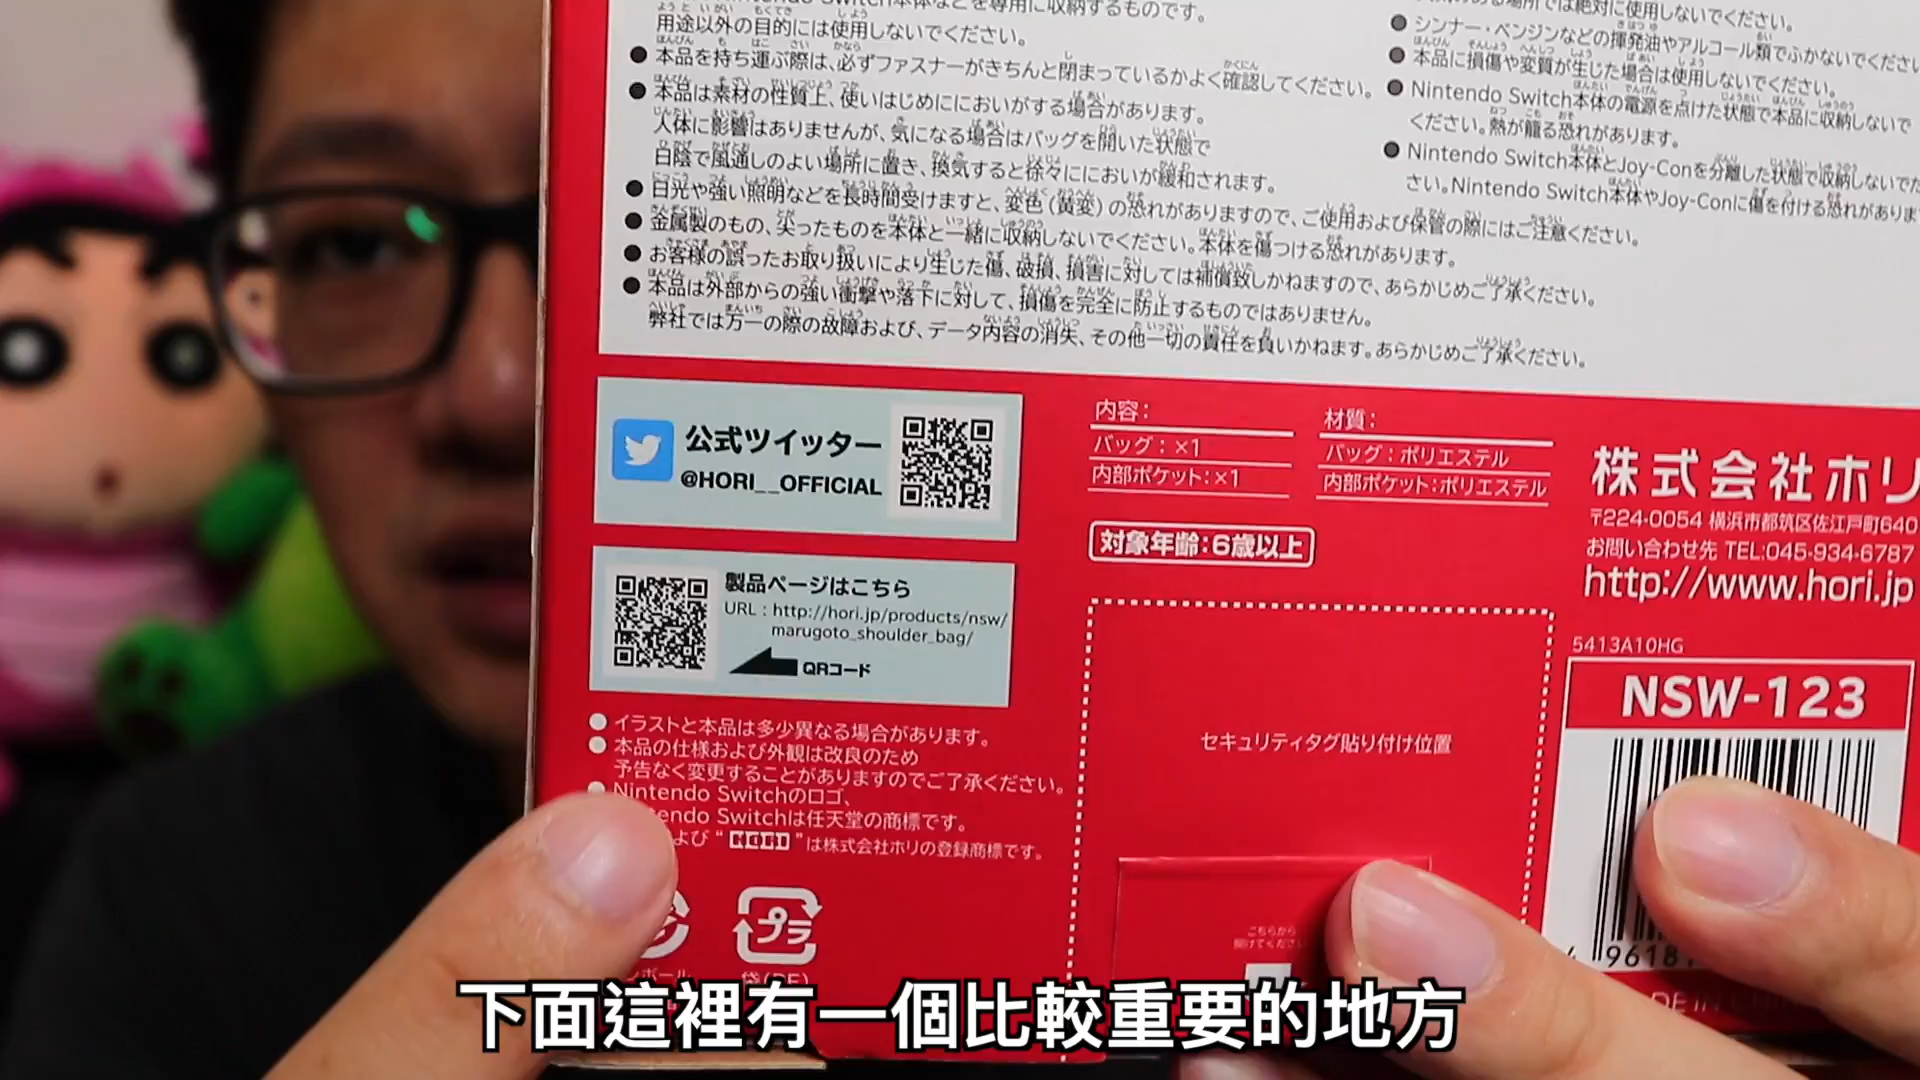 用途以外の目的には使用しないでください。
● 本品を持ち運ぶ際は、必ずファスナーがきちんと閉まっているかよく確認してください。
● 本品は素材の性質上、使いはじめににおいがする場合があります。
人体に影響はありませんが、気になる場合はバッグを開いた状態で
日陰で風通しのよい場所に置き、換気すると徐々ににおいが緩和されます。
● 日光や強い照明などを長時間受けますと、変色(黄変)の恐れがありますので、ご使用および保管の際にはご注意ください。
● 金属製のもの、尖ったものを本体と一緒に収納しないでください。本体を傷つける恐れがあります。
● お客様の誤ったお取り扱いにより生じた傷、破損、損害に対しては補償致しかねますので、あらかじめご了承ください。
● 本品は外部からの強い衝撃や落下に対して、損傷を完全に防止するものではありません。
弊社では万一の際の故障および、データ内容の消失、その他一切の責任を負いかねます。あらかじめご了承ください。
● シンナー・ベンジンなどの揮発油やアルコール類でふかないでくださ
● 本品に損傷や変質が生じた場合は使用しないでください。
● Nintendo Switch本体の電源を点けた状態で本品に収納しないで
ください。熱が籠る恐れがあります。
● Nintendo Switch本体とJoy-Conを分離した状態で収納しないで
さい。Nintendo Switch本体やJoy-Conに傷を付ける恐れがあり
公式ツイッター
@HORI__OFFICIAL
製品ページはこちら
URL : http://hori.jp/products/nsw/
marugoto_shoulder_bag/
QRコード
● イラストと本品は多少異なる場合があります。
● 本品の仕様および外観は改良のため
予告なく変更することがありますのでご了承ください。
● Nintendo Switchのロゴ、
tendo Switchは任天堂の商標です。
よび “HORI” は株式会社ホリの登録商標です。
プラ
内容:
バッグ : ×1
内部ポケット: ×1
材質:
バッグ : ポリエステル
内部ポケット:ポリエステル
対象年齢:6歳以上
セキュリティタグ貼り付け位置
こちらから
開けてください
株式会社ホリ
〒224-0054 横浜市都筑区佐江戸町640
お問い合わせ先 TEL:045-934-6787
http://www.hori.jp
5413A10HG
NSW-123
下面這裡有一個比較重要的地方